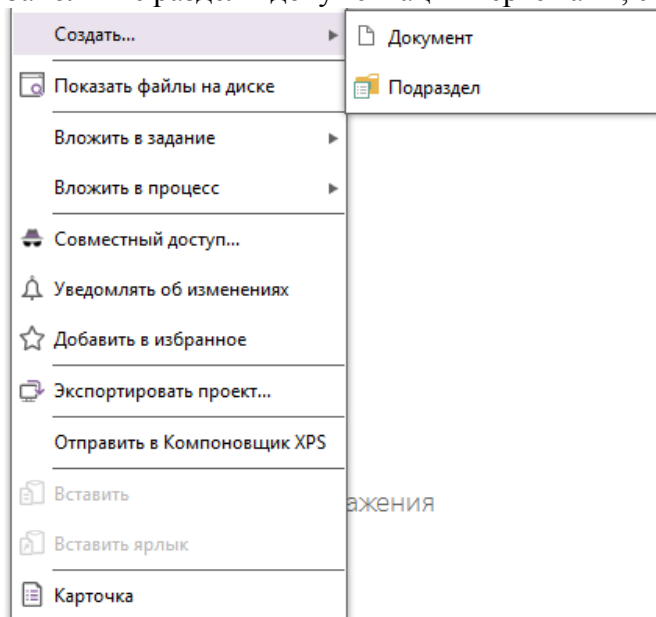 Создать...
Документ
Показать файлы на диске
Подраздел
Вложить в задание
Вложить в процесс
Совместный доступ...
Уведомлять об изменениях
Добавить в избранное
Экспортировать проект...
Отправить в Компоновщик XPS
Вставить
ажения
Вставить ярлык
Карточка